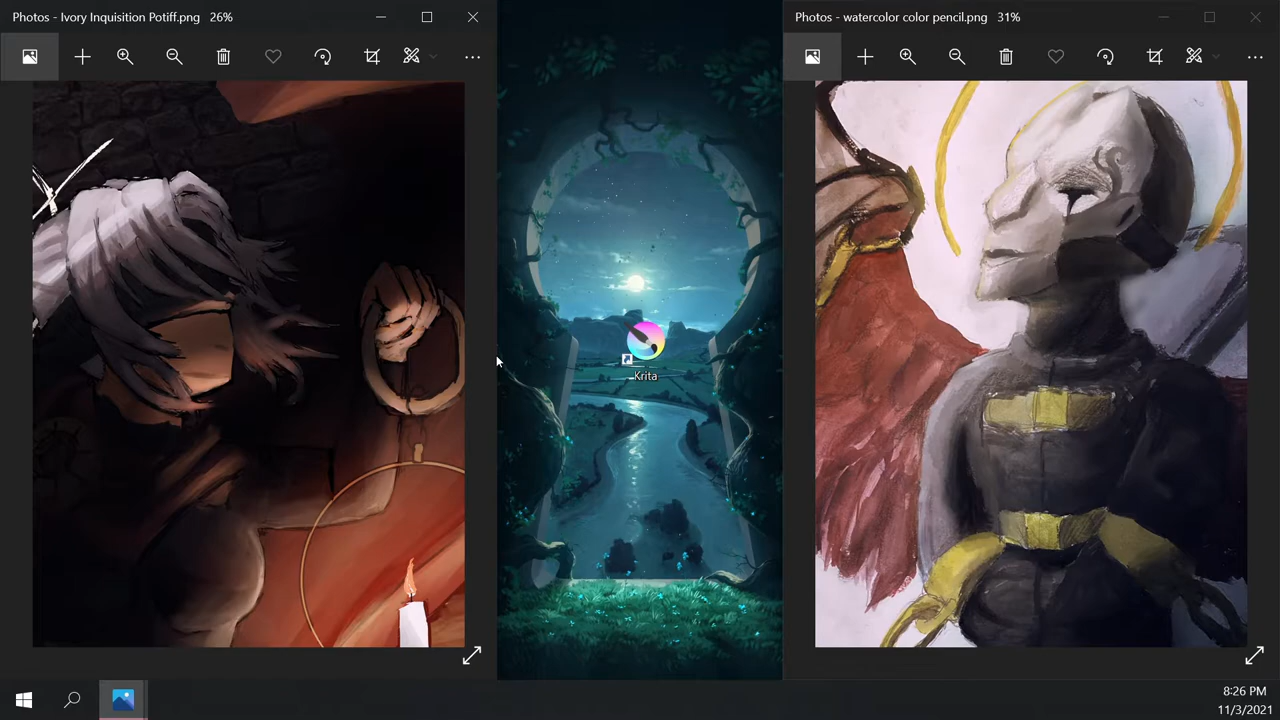 Photos - Ivory Inquisition Potiff.png 26%
Photos - watercolor color pencil.png 31%
Krita
8:26 PM
11/3/2021